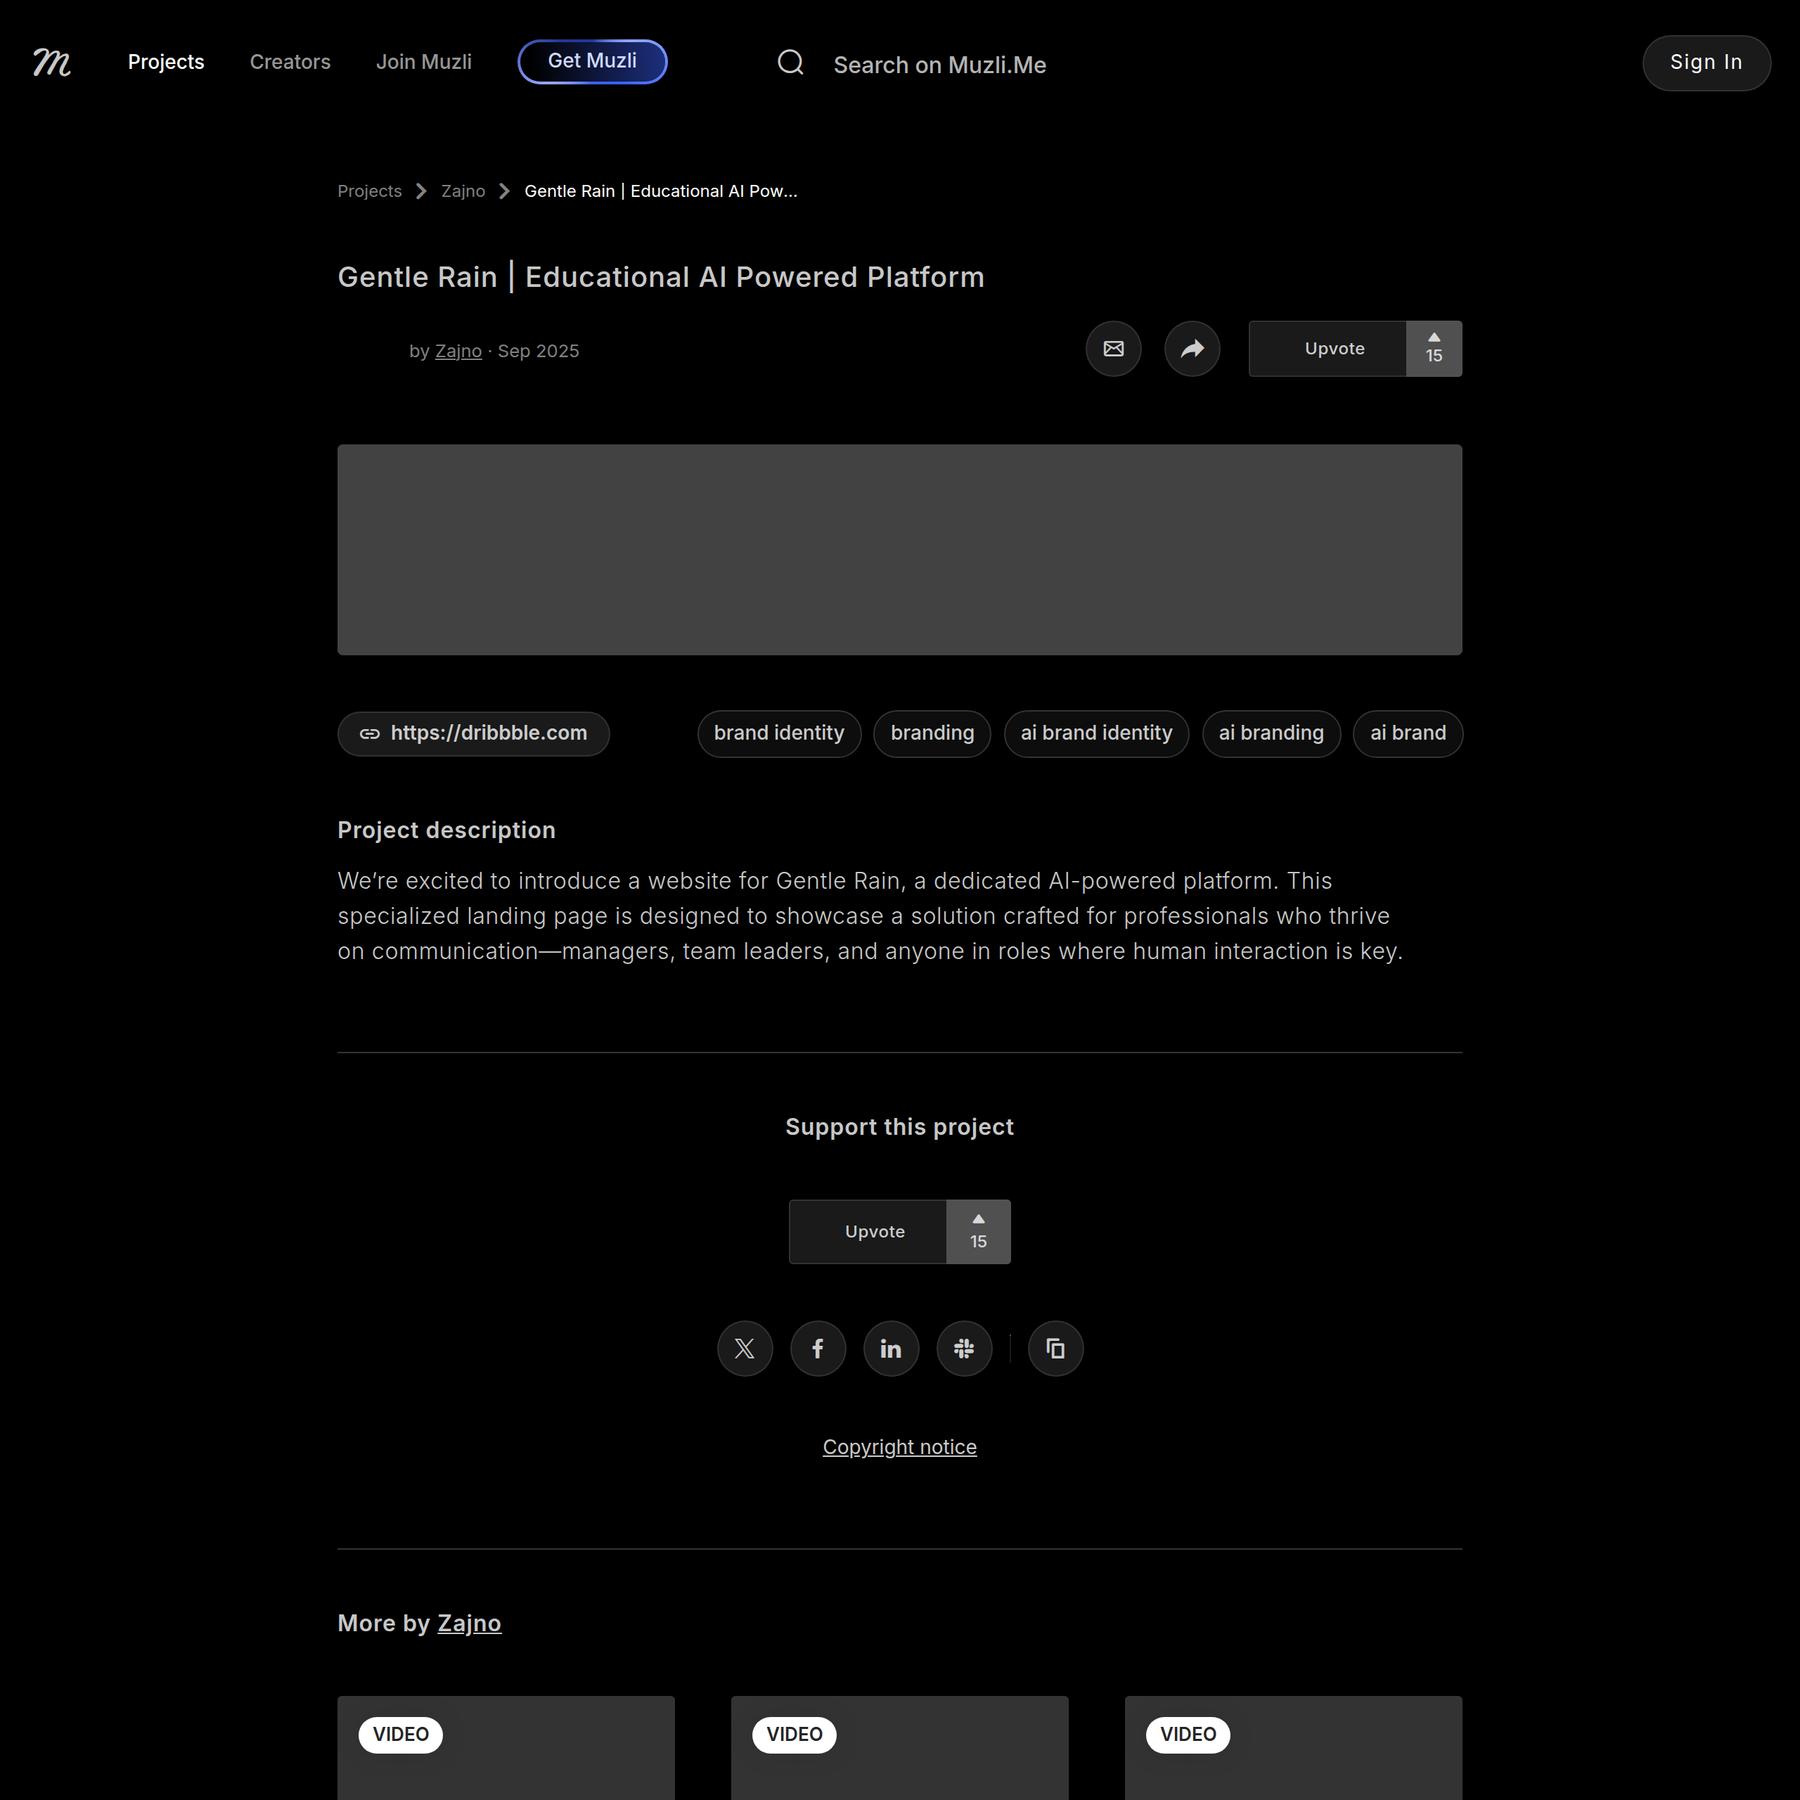 Projects
Creators
Join Muzli
Get Muzli
Search on Muzli.Me
Sign In
Projects
Zajno
Gentle Rain | Educational AI Pow...
Gentle Rain | Educational AI Powered Platform
by Zajno · Sep 2025
Upvote
15
https://dribbble.com
brand identity
branding
ai brand identity
ai branding
ai brand
Project description
We’re excited to introduce a website for Gentle Rain, a dedicated AI-powered platform. This
specialized landing page is designed to showcase a solution crafted for professionals who thrive
on communication—managers, team leaders, and anyone in roles where human interaction is key.
Support this project
Upvote
15
Copyright notice
More by Zajno
VIDEO
VIDEO
VIDEO